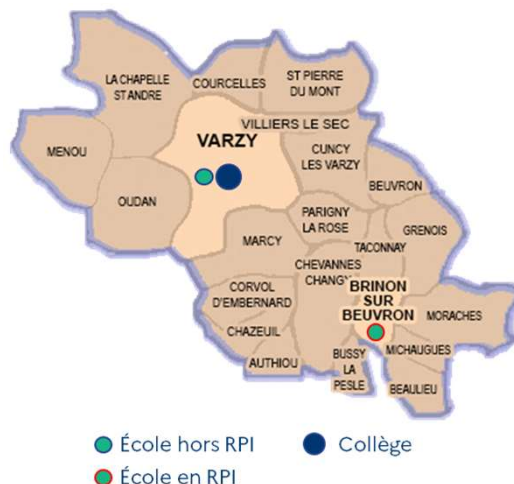 LA CHAPELLE
ST ANDRE
COURCELLES
ST PIERRE
DU MONT
VILLIERS LE SEC
VARZY
MENOU
CUNCY
LES VARZY
BEUVRON
OUDAN
PARIGNY
LA ROSE
GRENOIS
MARCY
TACONNAY
CHEVANNES
CHANGY
CORVOL
D'EMBERNARD
BRINON
SUR
BEUVRON
MORACHES
CHAZEUIL
AUTHIOU
BUSSY
LA
PESLE
MICHAUGUES
BEAULIEU
École hors RPI
Collège
École en RPI